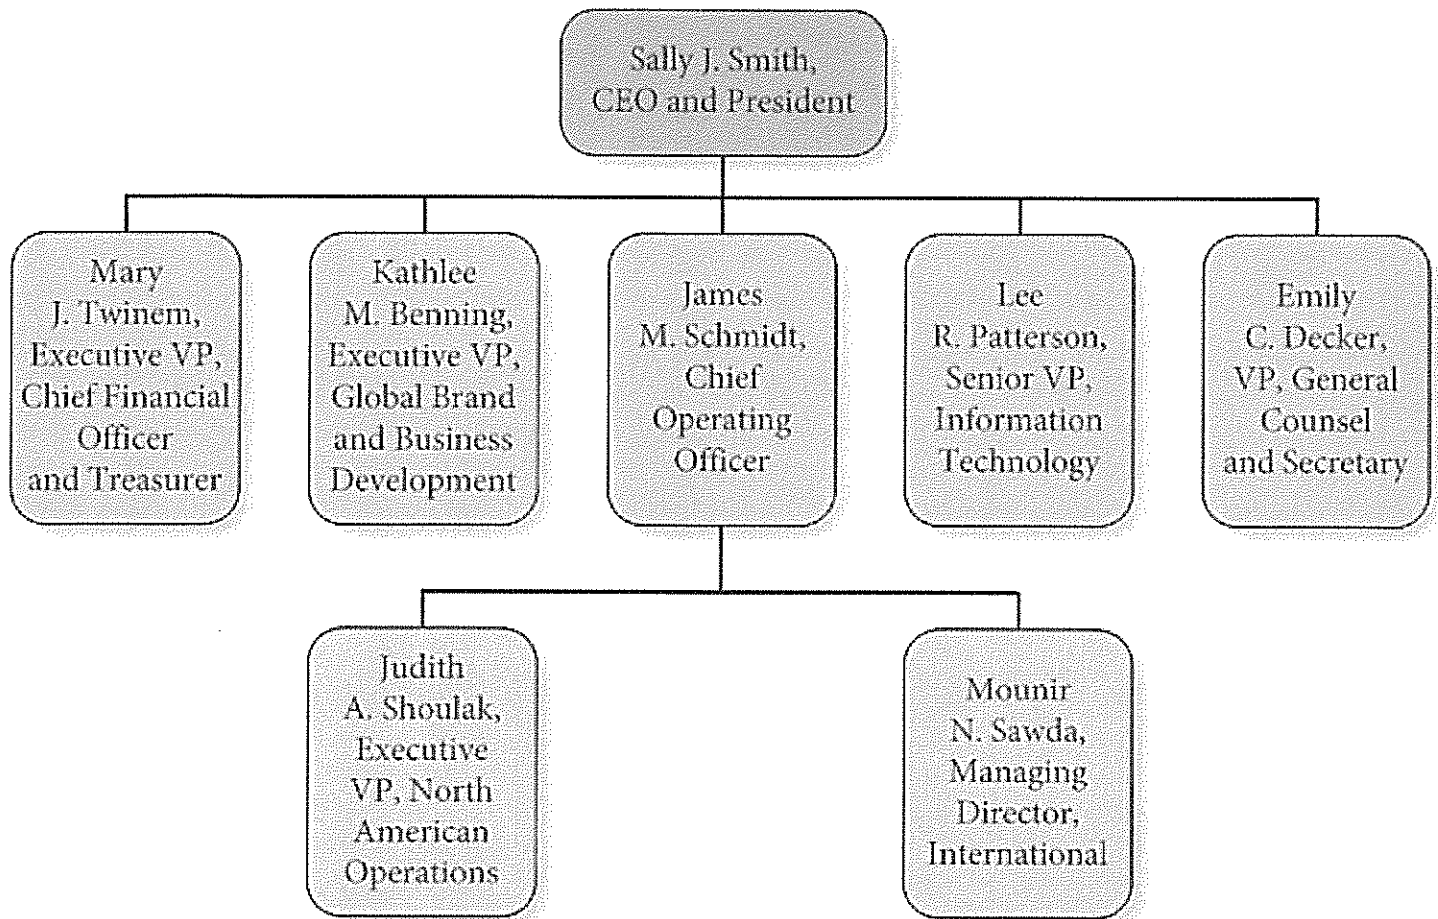 Sally J. Smith,
CEO and President
Mary
J. Twinem,
Executive VP,
Chief Financial
Officer
and Treasurer
Kathlee
M. Benning,
Executive VP,
Global Brand
and Business
Development
James
M. Schmidt,
Chief
Operating
Officer
Lee
R. Patterson,
Senior VP,
Information
Technology
Emily
C. Decker,
VP, General
Counsel
and Secretary
Judith
A. Shoulak,
Executive
VP, North
American
Operations
Mounir
N. Sawda,
Managing
Director,
International